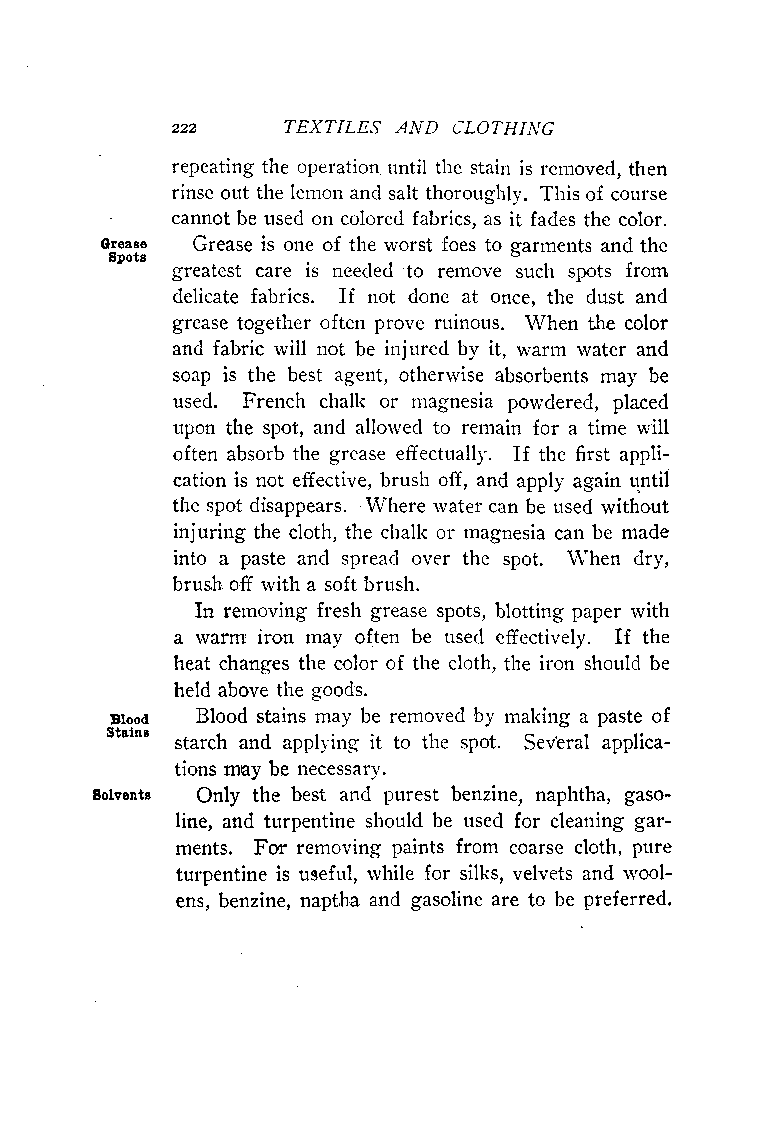 222 TEXTILES AND CLOTHING
repeating the operation until the stain is removed, then
rinse out the lemon and salt thoroughly. This of course
cannot be used on colored fabrics, as it fades the color.
Grease
Spots
Grease is one of the worst foes to garments and the
greatest care is needed to remove such spots from
delicate fabrics. If not done at once, the dust and
grease together often prove ruinous. When the color
and fabric will not be injured by it, warm water and
soap is the best agent, otherwise absorbents may be
used. French chalk or magnesia powdered, placed
upon the spot, and allowed to remain for a time will
often absorb the grease effectually. If the first appli-
cation is not effective, brush off, and apply again until
the spot disappears. Where water can be used without
injuring the cloth, the chalk or magnesia can be made
into a paste and spread over the spot. When dry,
brush off with a soft brush.
In removing fresh grease spots, blotting paper with
a warm iron may often be used effectively. If the
heat changes the color of the cloth, the iron should be
held above the goods.
Blood
Stains
Blood stains may be removed by making a paste of
starch and applying it to the spot. Several applica-
tions may be necessary.
Solvents
Only the best and purest benzine, naphtha, gaso-
line, and turpentine should be used for cleaning gar-
ments. For removing paints from coarse cloth, pure
turpentine is useful, while for silks, velvets and wool-
ens, benzine, naptha and gasoline are to be preferred.